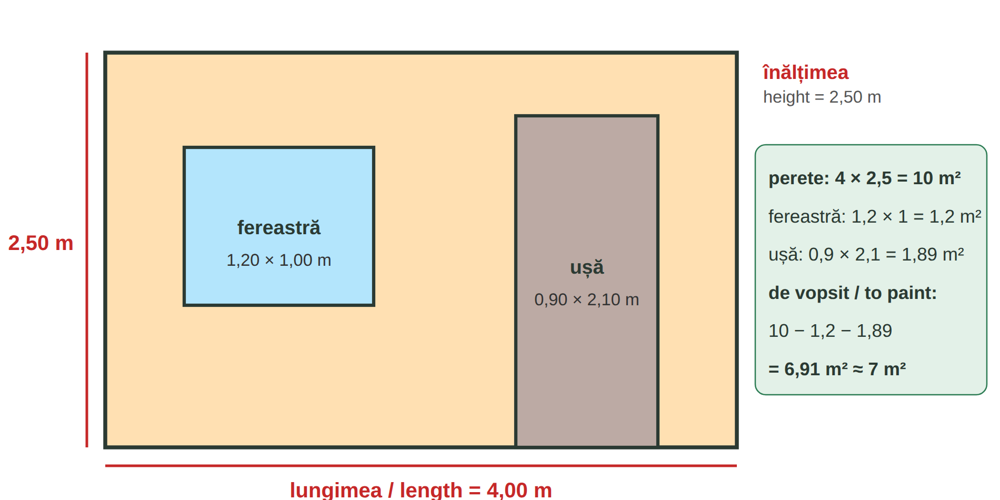 înălțimea
height = 2,50 m
perete: 4 × 2,5 = 10 m²
fereastră: 1,2 × 1 = 1,2 m²
ușă: 0,9 × 2,1 = 1,89 m²
de vopsit / to paint:
10 − 1,2 − 1,89
= 6,91 m² ≈ 7 m²
fereastră
1,20 × 1,00 m
ușă
0,90 × 2,10 m
2,50 m
lungimea / length = 4,00 m